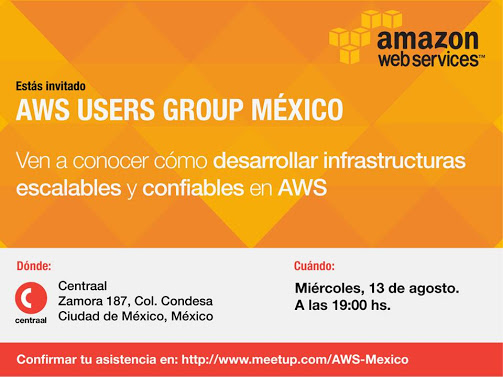 amazon
web services™
Estás invitado
AWS USERS GROUP MÉXICO
Ven a conocer cómo desarrollar infrastructuras
escalables y confiables en AWS
Dónde:
centraal
Centraal
Zamora 187, Col. Condesa
Ciudad de México, México
Cuándo:
Miércoles, 13 de agosto.
A las 19:00 hs.
Confirmar tu asistencia en: http://www.meetup.com/AWS-Mexico